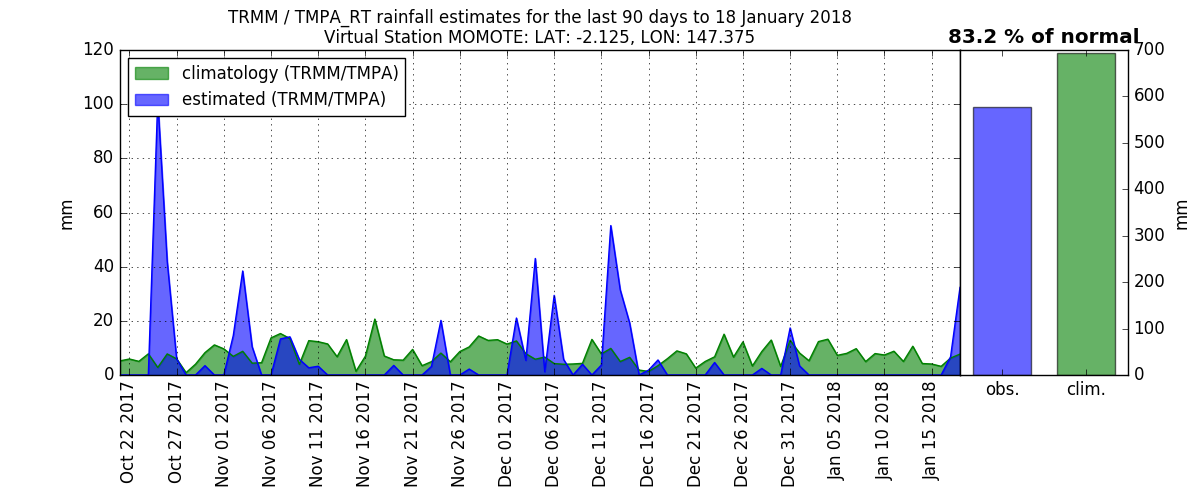 TRMM / TMPA_RT rainfall estimates for the last 90 days to 18 January 2018
Virtual Station MOMOTE: LAT: -2.125, LON: 147.375
83.2 % of normal
climatology (TRMM/TMPA)
estimated (TRMM/TMPA)
mm
120
100
80
60
40
20
0
Oct 22 2017
Oct 27 2017
Nov 01 2017
Nov 06 2017
Nov 11 2017
Nov 16 2017
Nov 21 2017
Nov 26 2017
Dec 01 2017
Dec 06 2017
Dec 11 2017
Dec 16 2017
Dec 21 2017
Dec 26 2017
Dec 31 2017
Jan 05 2018
Jan 10 2018
Jan 15 2018
obs.
clim.
700
600
500
400
300
200
100
0
mm